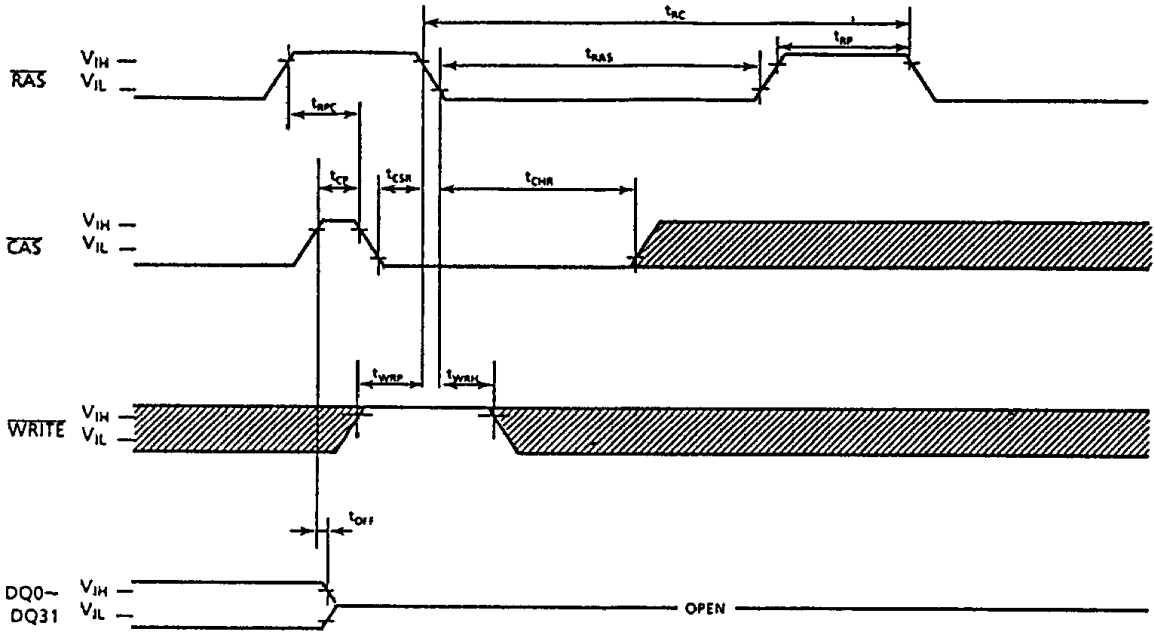 tRC
tRP
tRAS
RAS VIH
VIL
tRPC
tCP tCSR tCHR
CAS VIH
VIL
tWRP tWRH
WRITE VIH
VIL
tOFF
DQ0~ VIH
DQ31 VIL
OPEN